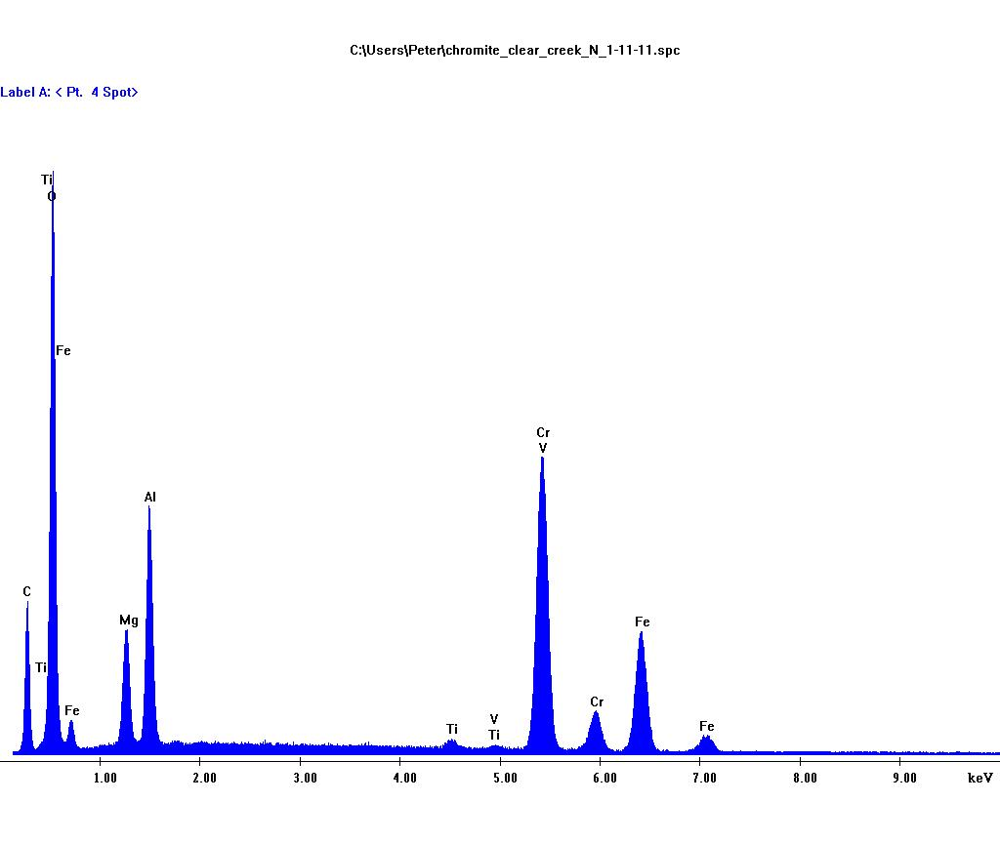 C:\Users\Peter\chromite_clear_creek_N_1-11-11.spc
Label A: < Pt.  4 Spot>
Ti
O
Fe
Cr
V
Al
C
Mg
Fe
Ti
Cr
Fe
V
Fe
Ti
Ti
1.00 2.00 3.00 4.00 5.00 6.00 7.00 8.00 9.00 keV